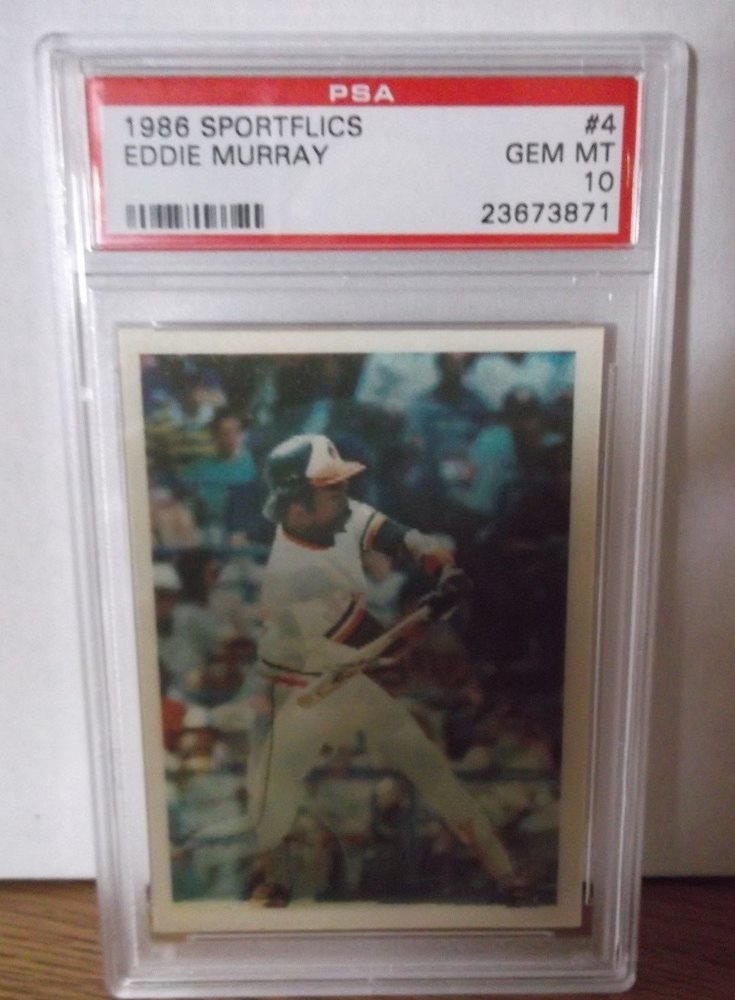 PSA
1986 SPORTFLICS #4
EDDIE MURRAY GEM MT
10
23673871